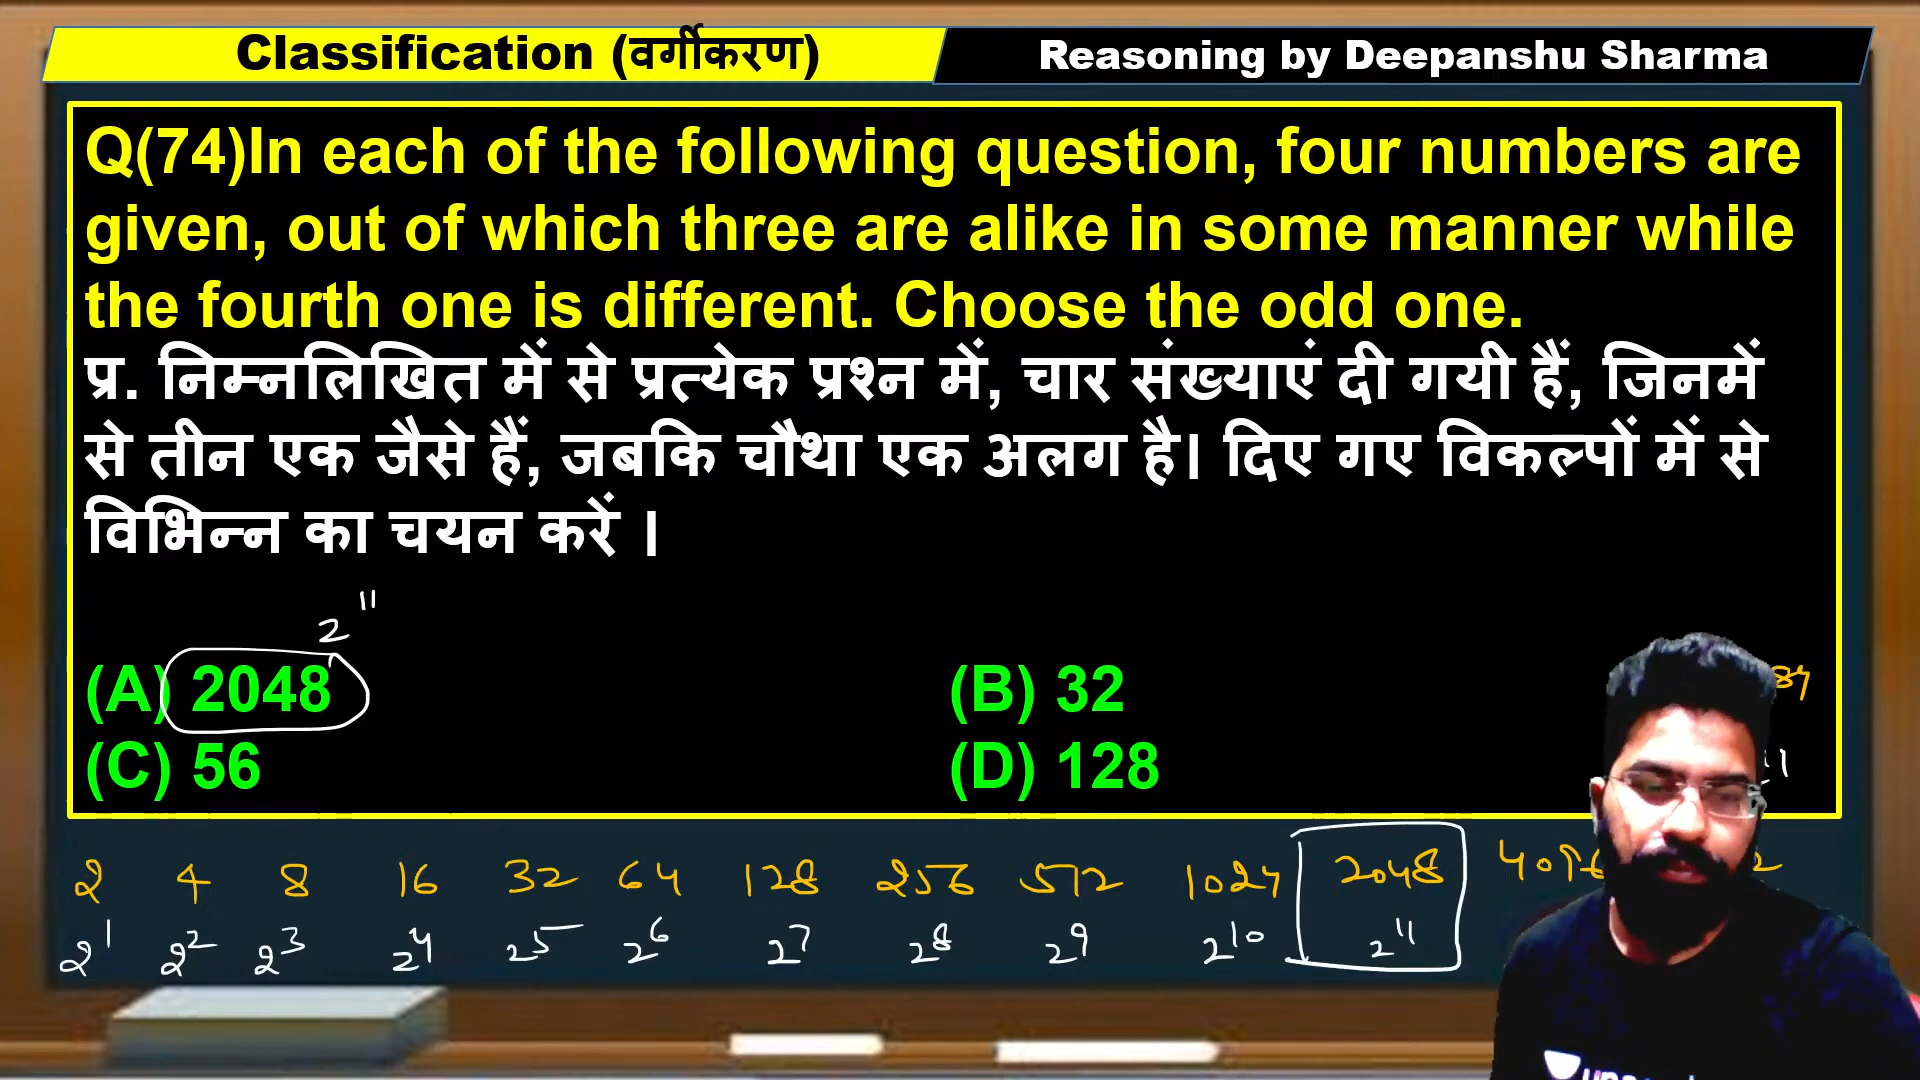 Classification (वर्गीकरण)
Reasoning by Deepanshu Sharma
Q(74)In each of the following question, four numbers are
given, out of which three are alike in some manner while
the fourth one is different. Choose the odd one.
प्र. निम्नलिखित में से प्रत्येक प्रश्न में, चार संख्याएं दी गयी हैं, जिनमें
से तीन एक जैसे हैं, जबकि चौथा एक अलग है। दिए गए विकल्पों में से
विभिन्न का चयन करें ।
2^11
(A) 2048 (B) 32
(C) 56 (D) 128
2 4 8 16 32 64 128 256 512 1024 2048
2^1 2^2 2^3 2^4 2^5 2^6 2^7 2^8 2^9 2^10 2^11